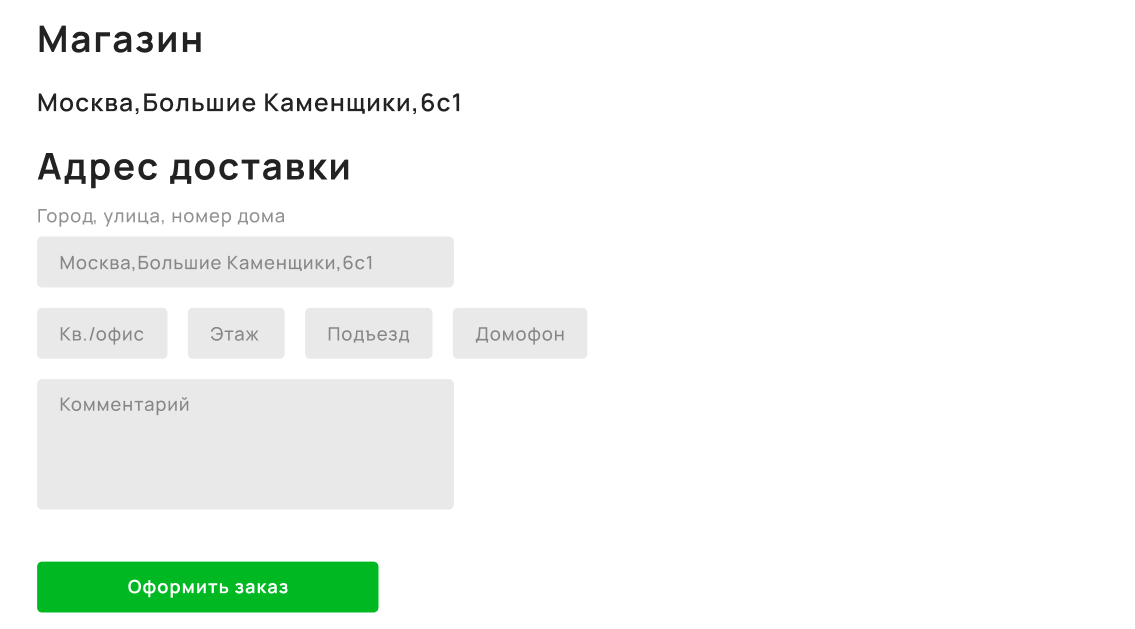 Магазин
Москва,Большие Каменщики,6с1
Адрес доставки
Город, улица, номер дома
Москва,Большие Каменщики,6с1
Кв./офис Этаж Подъезд Домофон
Комментарий
Оформить заказ